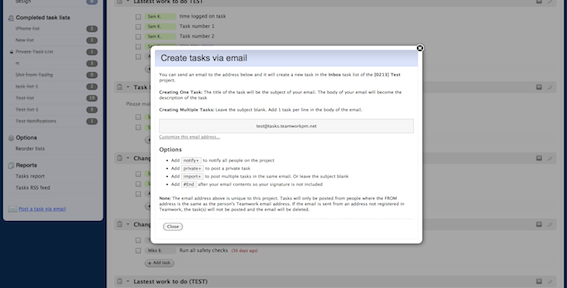 Lastest work to do (TEST)
design
Completed task lists
iPhone-list
New list
Private-Task-List
Slid From Fading
task list 1
Test-list
Test-list 2
TestNotify-list
Options
Reorder lists
Reports
Tasks report
Tasks RSS feed
Post a task via email
Sam K. time logged on task
Sam K. Task number 1
Sam K. Task number 2
Task l
Chang
Chang
Create tasks via email
You can send an email to the address below and it will create a new task in the Inbox task list of the [0213] Test
project.
Creating One Task: The title of the task will be the subject of your email. The body of your email will become the
description of the task
Creating Multiple Tasks: Leave the subject blank. Add 1 task per line in the body of the email.
test@tasks.teamworkpm.net
Customize this email address...
Options
Add notify+ to notify all people on the project
Add private+ to post a private task
Add import+ to post multiple tasks in the same email. Or leave the subject blank
Add #End after your email contents so your signature is not included
Note: The email address above is unique to this project. Tasks will only be posted from people where the FROM
address is the same as the person's Teamwork email address. If the email is sent from an address not registered in
Teamwork, the task(s) will not be posted and the email will be deleted.
Close
Mike B. Run all safety checks (30 days ago)
Add task
Lastest work to do (TEST)